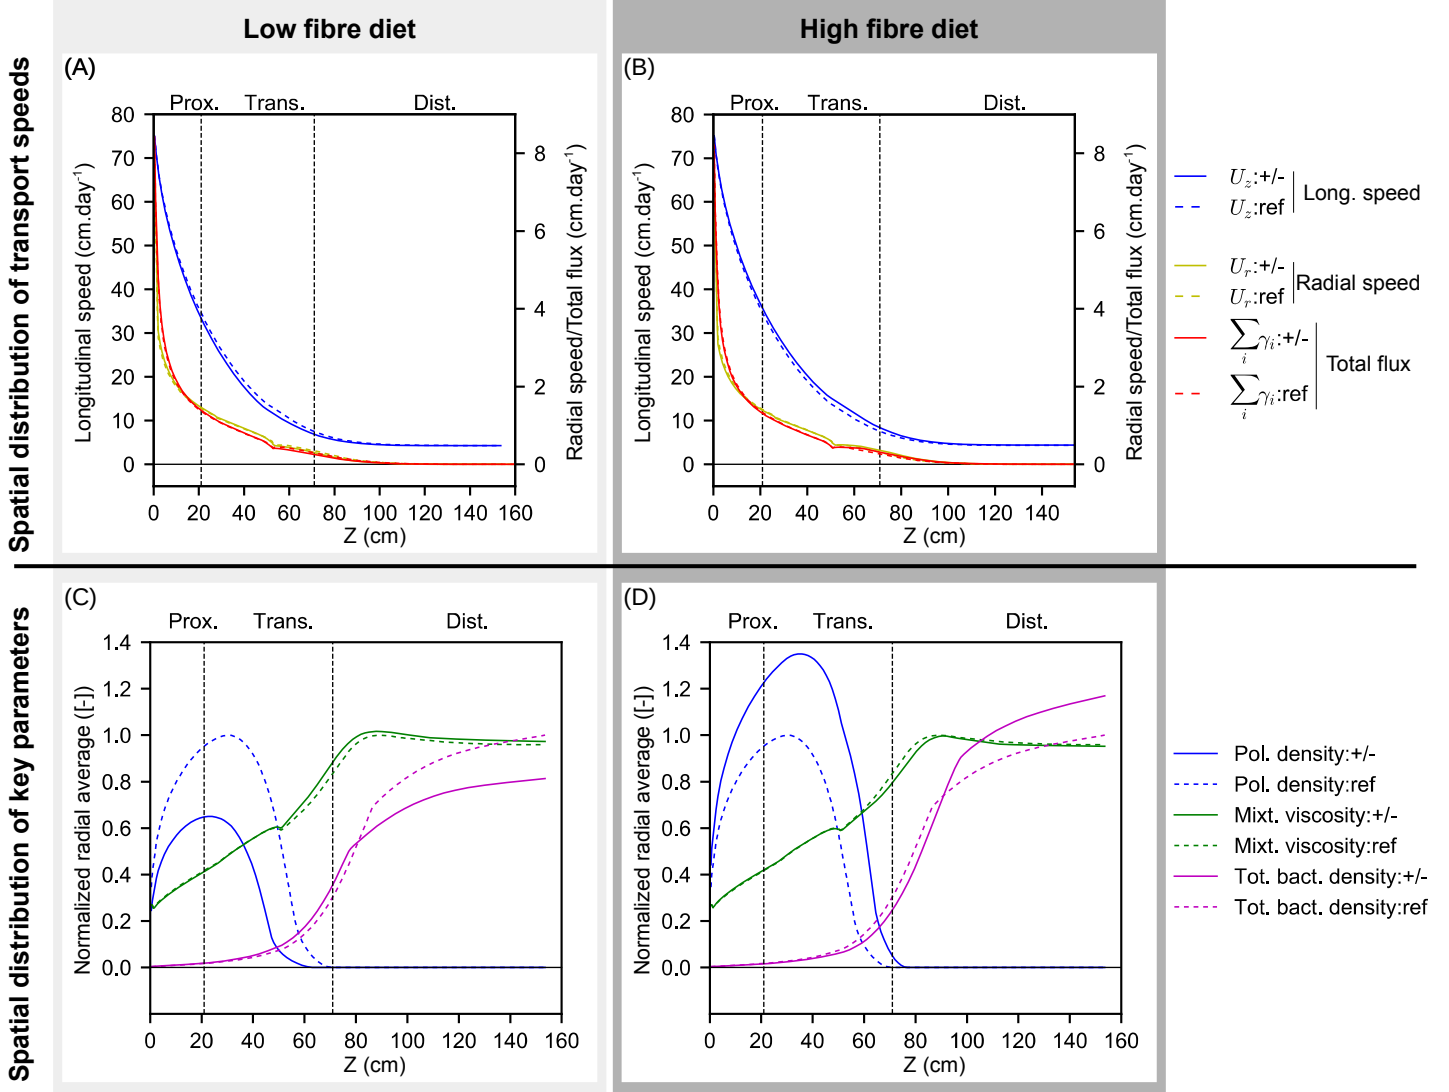 Low fibre diet
High fibre diet
Spatial distribution of transport speeds
(A)
Prox. Trans. Dist.
80
70
60
50
40
30
20
10
0
Longitudinal speed (cm.day⁻¹)
8
6
4
2
0
Radial speed/Total flux (cm.day⁻¹)
0 20 40 60 80 100 120 140 160
Z (cm)
(B)
Prox. Trans. Dist.
80
70
60
50
40
30
20
10
0
Longitudinal speed (cm.day⁻¹)
8
6
4
2
0
Radial speed/Total flux (cm.day⁻¹)
0 20 40 60 80 100 120 140
Z (cm)
U_z:+/-
U_z:ref
Long. speed
U_r:+/-
U_r:ref
Radial speed
∑_i γ_i:+/-
∑_i γ_i:ref
Total flux
Spatial distribution of key parameters
(C)
Prox. Trans. Dist.
1.4
1.2
1.0
0.8
0.6
0.4
0.2
0.0
Normalized radial average ([-])
0 20 40 60 80 100 120 140 160
Z (cm)
(D)
Prox. Trans. Dist.
1.4
1.2
1.0
0.8
0.6
0.4
0.2
0.0
Normalized radial average ([-])
0 20 40 60 80 100 120 140 160
Z (cm)
Pol. density:+/-
Pol. density:ref
Mixt. viscosity:+/-
Mixt. viscosity:ref
Tot. bact. density:+/-
Tot. bact. density:ref